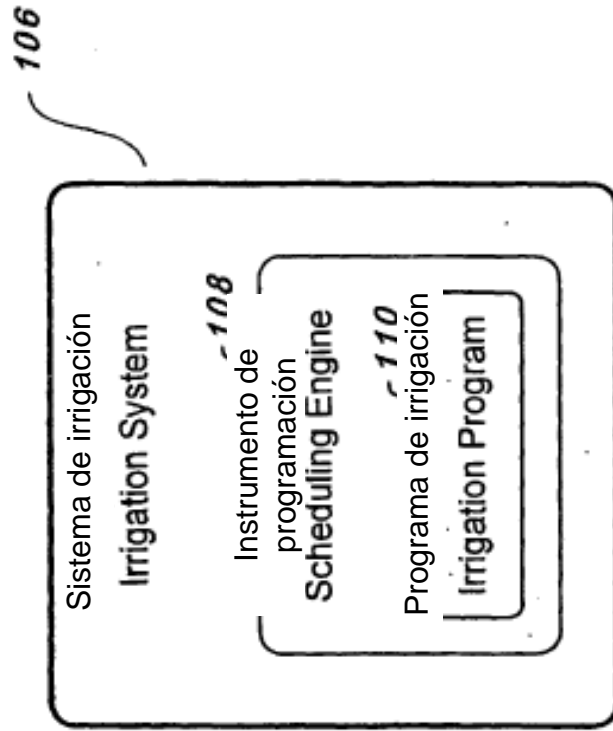 106
Sistema de irrigación
Irrigation System
108
Instrumento de
programación
Scheduling Engine
110
Programa de irrigación
Irrigation Program